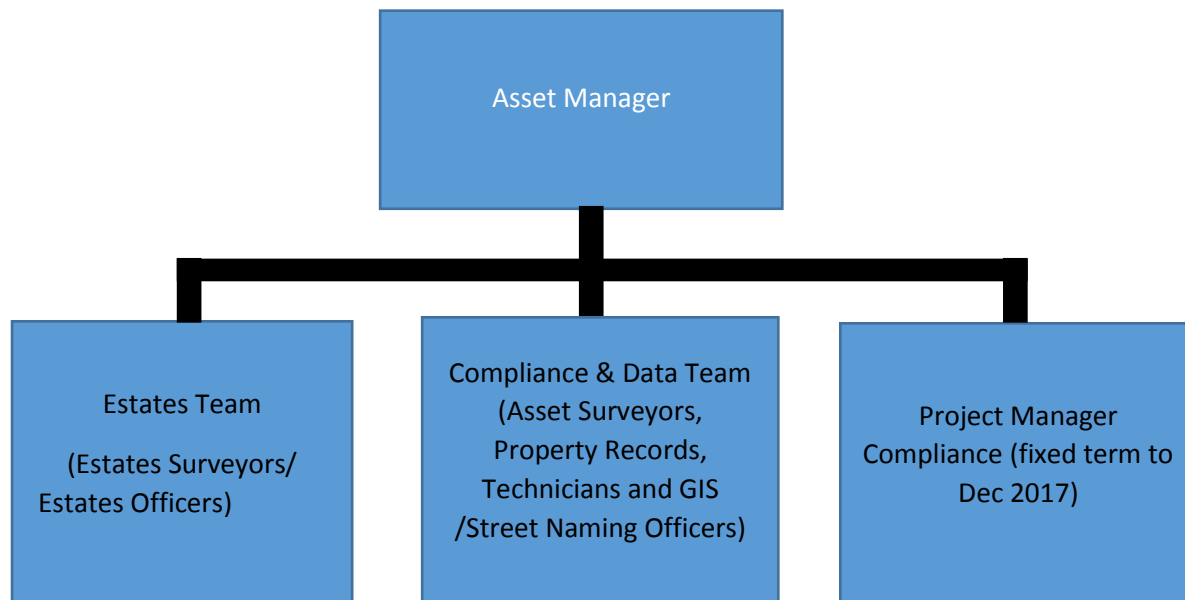 Asset Manager
Estates Team
(Estates Surveyors/
Estates Officers)
Compliance & Data Team
(Asset Surveyors,
Property Records,
Technicians and GIS
/Street Naming Officers)
Project Manager
Compliance (fixed term to
Dec 2017)